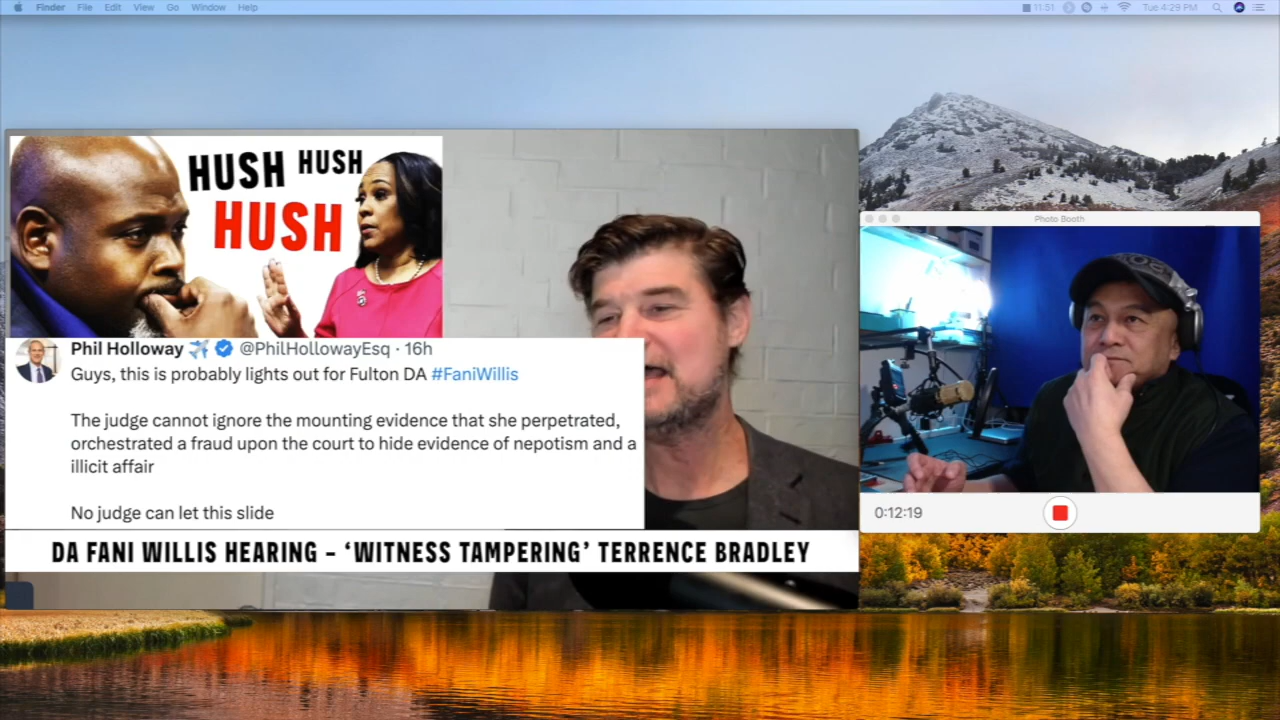 Finder File Edit View Go Window Help
11:51
Tue 4:29 PM
HUSH HUSH
HUSH
Photo Booth
Phil Holloway @PhilHollowayEsq · 16h
Guys, this is probably lights out for Fulton DA #FaniWillis
The judge cannot ignore the mounting evidence that she perpetrated,
orchestrated a fraud upon the court to hide evidence of nepotism and a
illicit affair
No judge can let this slide
0:12:19
DA FANI WILLIS HEARING – ‘WITNESS TAMPERING’ TERRENCE BRADLEY